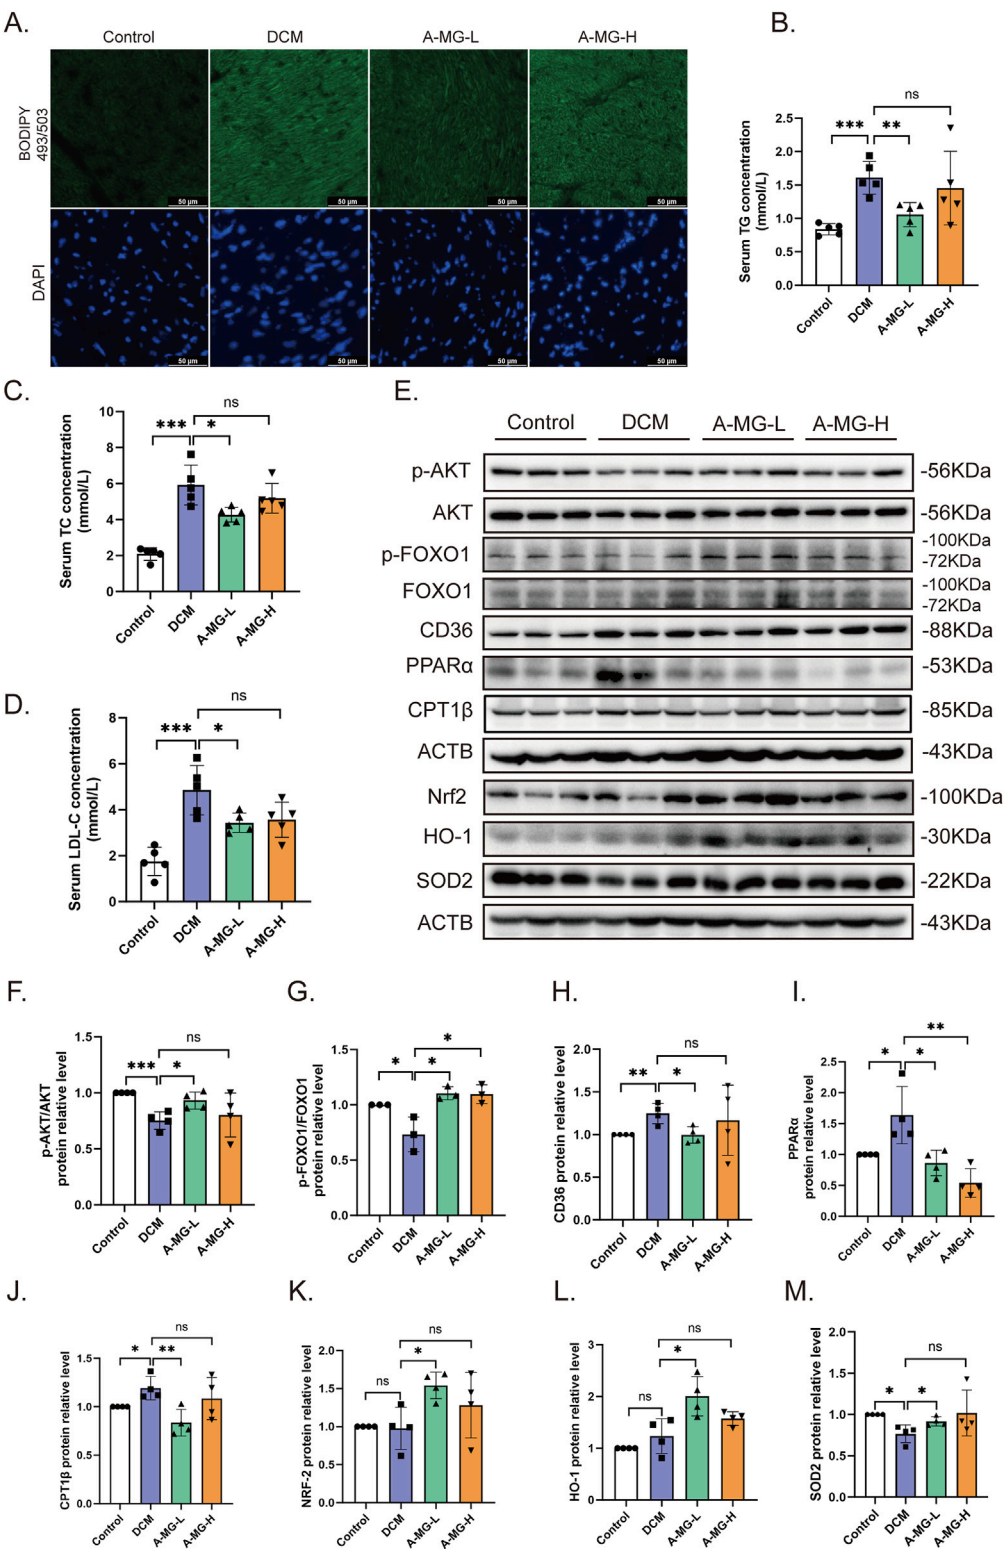 A.
Control DCM A-MG-L A-MG-H
BODIPY
493/503
50 μm 50 μm 50 μm 50 μm
DAPI
50 μm 50 μm 50 μm 50 μm
B.
ns
*** **
Serum TG concentration
(mmol/L)
2.5
2.0
1.5
1.0
0.5
0.0
Control DCM A-MG-L A-MG-H
C.
ns
*** *
Serum TC concentration
(mmol/L)
10
8
6
4
2
0
Control DCM A-MG-L A-MG-H
D.
ns
*** *
Serum LDL-C concentration
(mmol/L)
8
6
4
2
0
Control DCM A-MG-L A-MG-H
E.
Control DCM A-MG-L A-MG-H
p-AKT -56KDa
AKT -56KDa
p-FOXO1 -100KDa
-72KDa
FOXO1 -100KDa
-72KDa
CD36 -88KDa
PPARα -53KDa
CPT1β -85KDa
ACTB -43KDa
Nrf2 -100KDa
HO-1 -30KDa
SOD2 -22KDa
ACTB -43KDa
F.
ns
*** *
p-AKT/AKT
protein relative level
1.5
1.0
0.5
0.0
Control DCM A-MG-L A-MG-H
G.
*
* *
p-FOXO1/FOXO1
protein relative level
1.5
1.0
0.5
0.0
Control DCM A-MG-L A-MG-H
H.
ns
** *
CD36 protein relative level
2.0
1.5
1.0
0.5
0.0
Control DCM A-MG-L A-MG-H
I.
**
* *
PPARα
protein relative level
2.5
2.0
1.5
1.0
0.5
0.0
Control DCM A-MG-L A-MG-H
J.
ns
* **
CPT1β protein relative level
1.5
1.0
0.5
0.0
Control DCM A-MG-L A-MG-H
K.
ns
*
ns
NRF-2 protein relative level
2.0
1.5
1.0
0.5
0.0
Control DCM A-MG-L A-MG-H
L.
ns
*
ns
HO-1 protein relative level
3
2
1
0
Control DCM A-MG-L A-MG-H
M.
ns
* *
SOD2 protein relative level
2.0
1.5
1.0
0.5
0.0
Control DCM A-MG-L A-MG-H